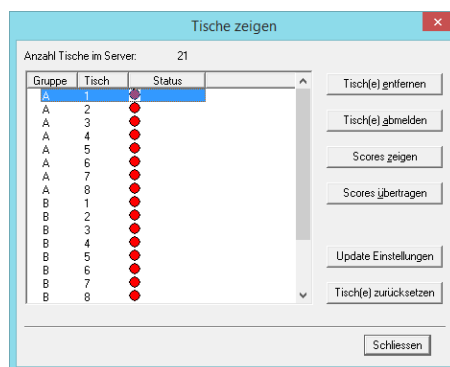 Tische zeigen
Anzahl Tische im Server: 21
Gruppe Tisch Status
A 1
A 2
A 3
A 4
A 5
A 6
A 7
A 8
B 1
B 2
B 3
B 4
B 5
B 6
B 7
B 8
Tisch(e) entfernen
Tisch(e) abmelden
Scores zeigen
Scores übertragen
Update Einstellungen
Tisch(e) zurücksetzen
Schliessen